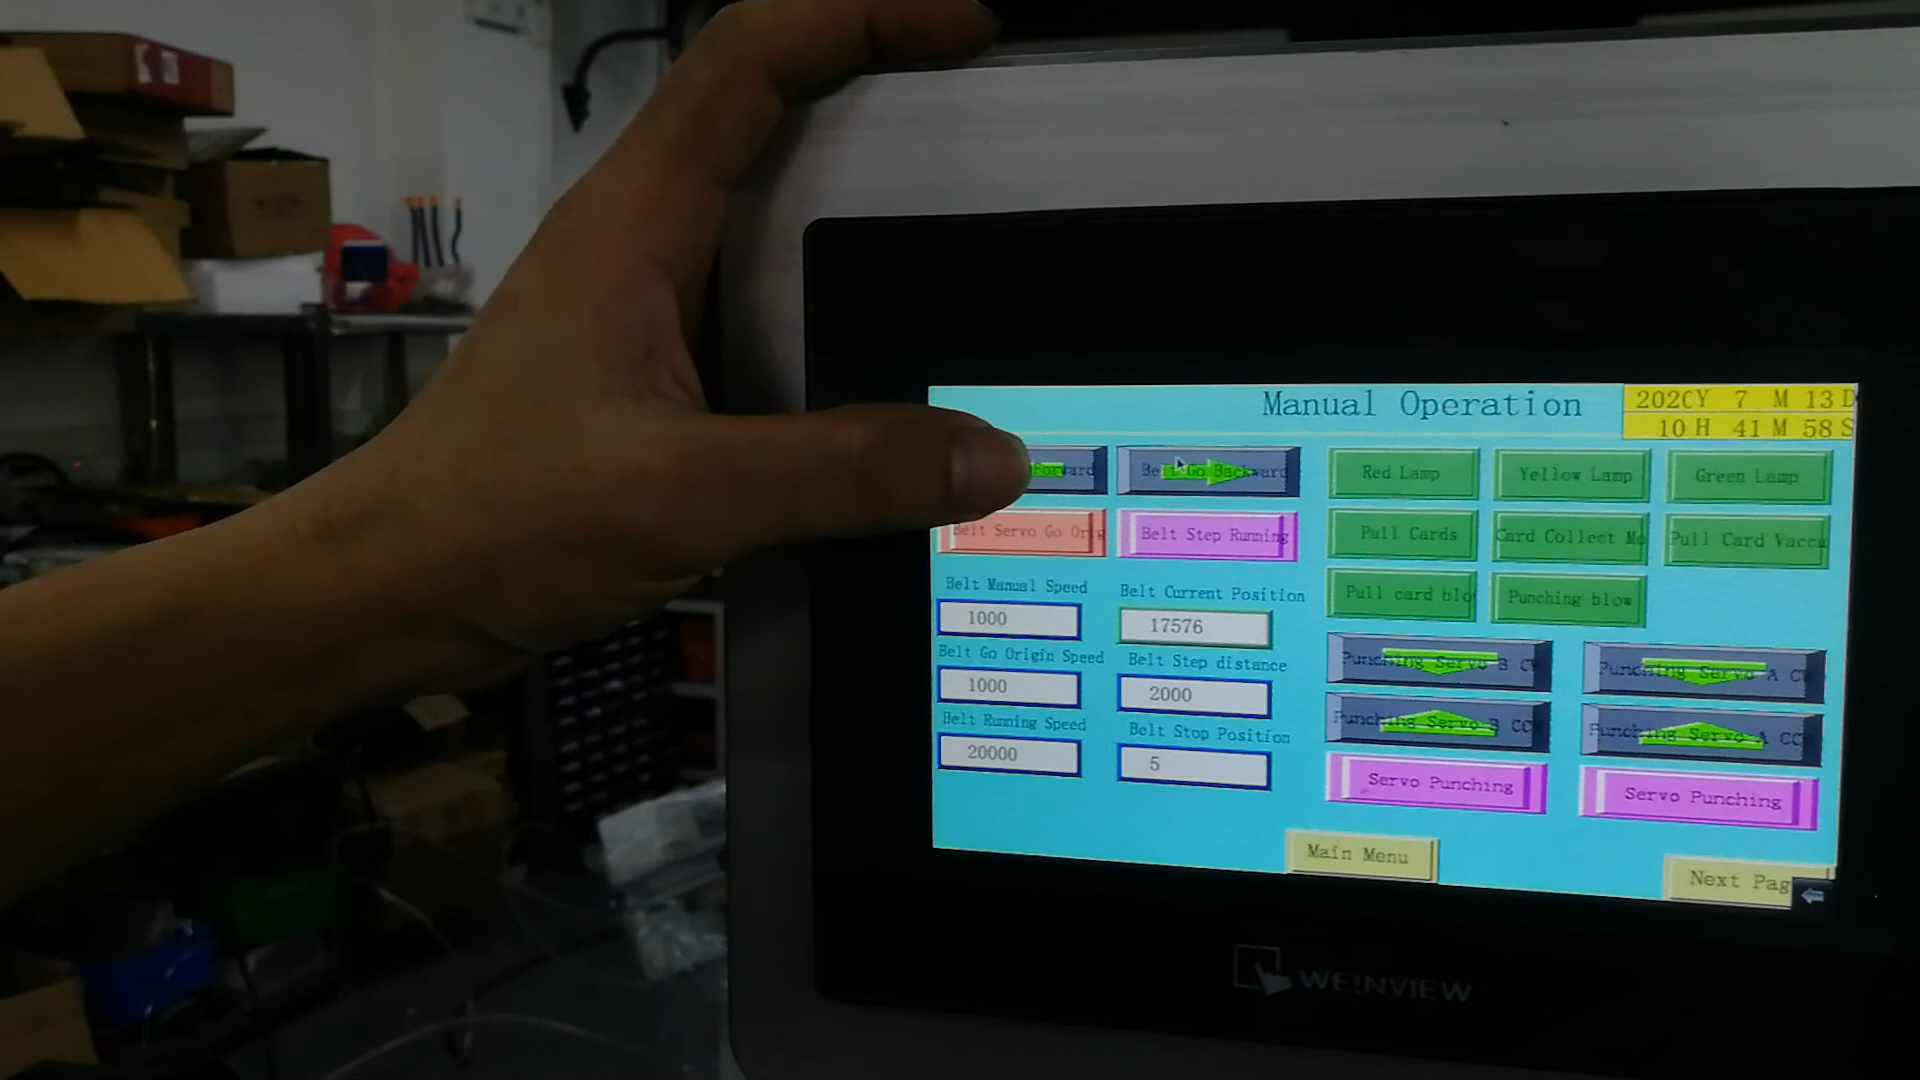 Manual Operation
202CY 7 M 13 D
10 H 41 M 58 S
Forward
Belt Go Backward
Red Lamp
Yellow Lamp
Green Lamp
Belt Servo Go Orig
Belt Step Running
Pull Cards
Card Collect Mo
Pull Card Vaccu
Pull card blo
Punching blow
Belt Manual Speed
1000
Belt Current Position
17576
Belt Go Origin Speed
1000
Belt Step distance
2000
Belt Running Speed
20000
Belt Stop Position
5
Punching Servo B C
Punching Servo A C
Punching Servo B CC
Punching Servo A CC
Servo Punching
Servo Punching
Main Menu
Next Pag
WEINVIEW